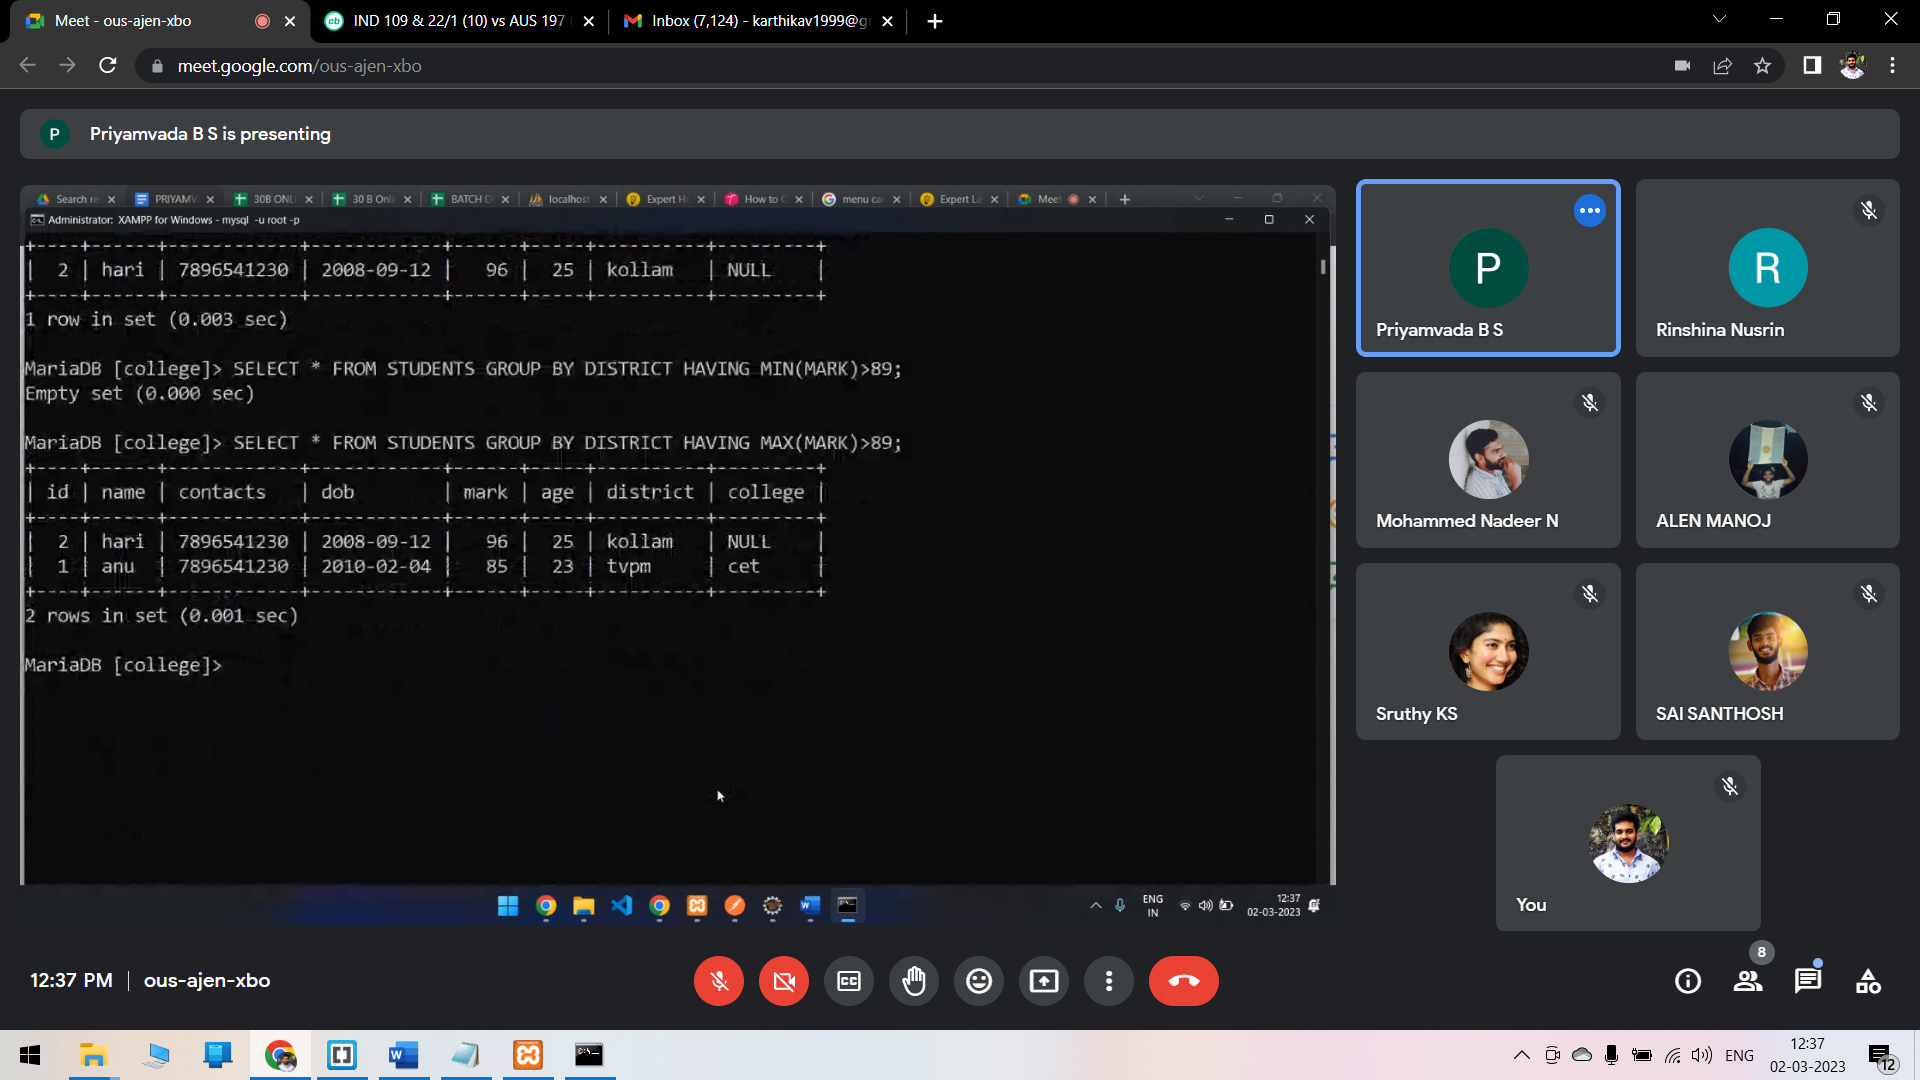 Meet - ous-ajen-xbo
IND 109 & 22/1 (10) vs AUS 197
Inbox (7,124) - karthikav1999@g
meet.google.com/ous-ajen-xbo
P
Priyamvada B S is presenting
Search re
PRIYAMV
30B ONLI
30 B Onli
BATCH D
localhost
Expert H
How to C
menu car
Expert L
Meet
Administrator: XAMPP for Windows - mysql -u root -p
+----+------+------------+------------+------+-----+----------+---------+
| 2 | hari | 7896541230 | 2008-09-12 | 96 | 25 | kollam | NULL |
+----+------+------------+------------+------+-----+----------+---------+
1 row in set (0.003 sec)
MariaDB [college]> SELECT * FROM STUDENTS GROUP BY DISTRICT HAVING MIN(MARK)>89;
Empty set (0.000 sec)
MariaDB [college]> SELECT * FROM STUDENTS GROUP BY DISTRICT HAVING MAX(MARK)>89;
+----+------+------------+------------+------+-----+----------+---------+
| id | name | contacts | dob | mark | age | district | college |
+----+------+------------+------------+------+-----+----------+---------+
| 2 | hari | 7896541230 | 2008-09-12 | 96 | 25 | kollam | NULL |
| 1 | anu | 7896541230 | 2010-02-04 | 85 | 23 | tvpm | cet |
+----+------+------------+------------+------+-----+----------+---------+
2 rows in set (0.001 sec)
MariaDB [college]>
ENG
IN
12:37
02-03-2023
P
Priyamvada B S
R
Rinshina Nusrin
Mohammed Nadeer N
ALEN MANOJ
Sruthy KS
SAI SANTHOSH
You
12:37 PM | ous-ajen-xbo
8
ENG
12:37
02-03-2023
12